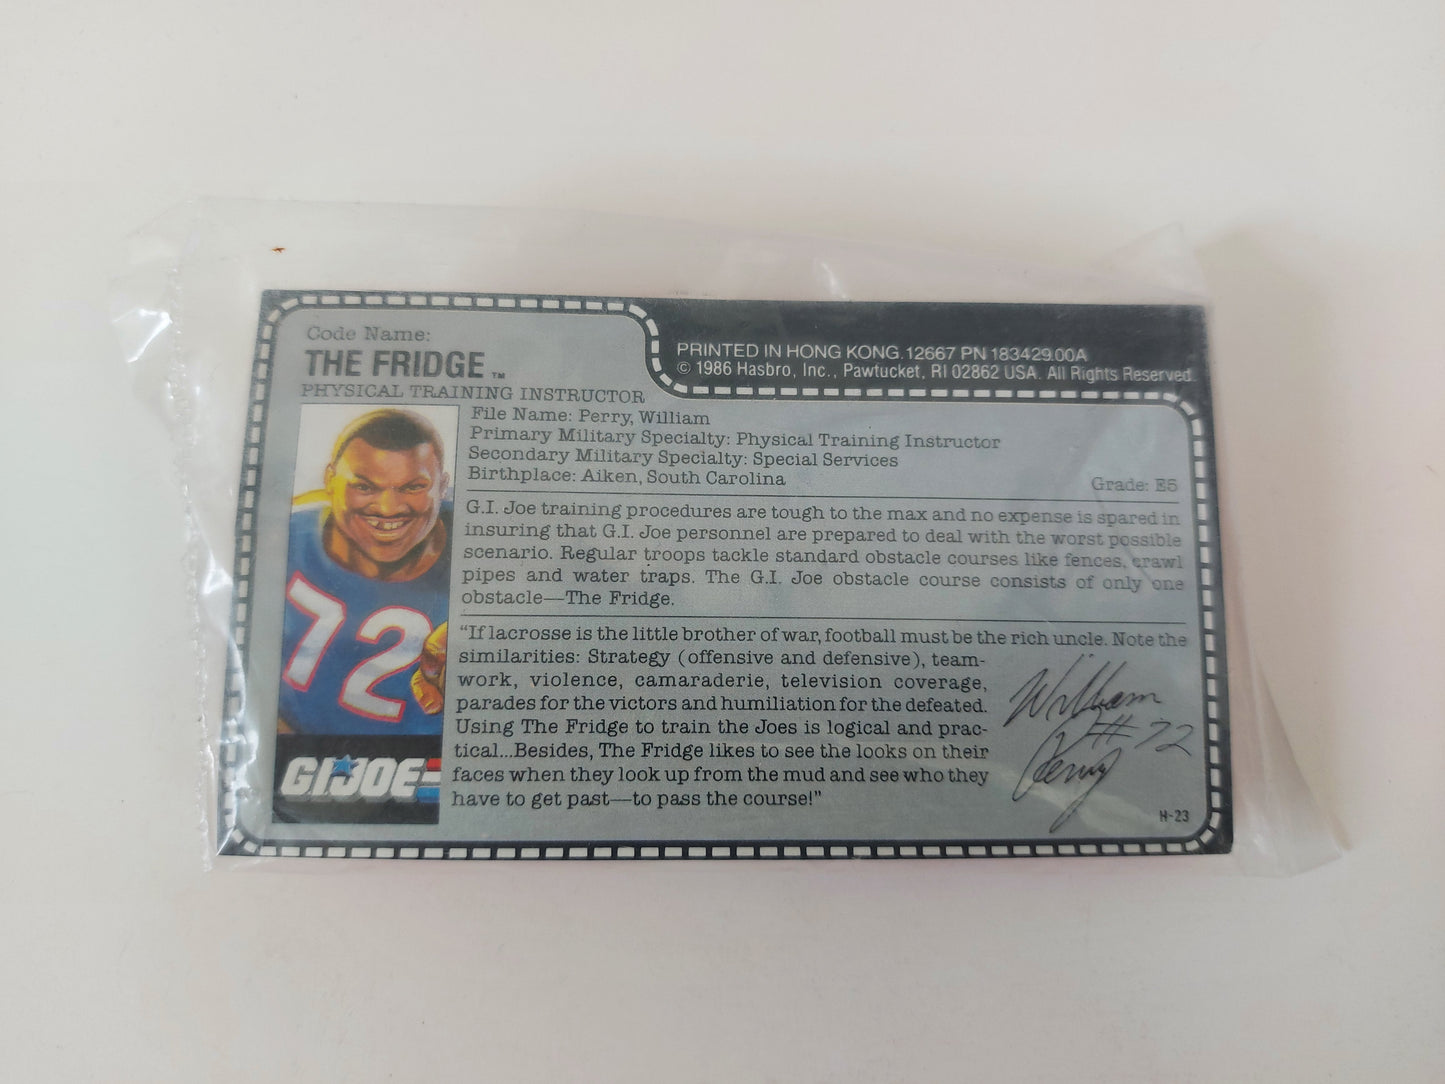 Code Name:
THE FRIDGE ™
PHYSICAL TRAINING INSTRUCTOR
PRINTED IN HONG KONG. 12667 PN 183429.00A
© 1986 Hasbro, Inc., Pawtucket, RI 02862 USA. All Rights Reserved.
File Name: Perry, William
Primary Military Specialty: Physical Training Instructor
Secondary Military Specialty: Special Services
Birthplace: Aiken, South Carolina
Grade: E5
G.I. Joe training procedures are tough to the max and no expense is spared in
insuring that G.I. Joe personnel are prepared to deal with the worst possible
scenario. Regular troops tackle standard obstacle courses like fences, crawl
pipes and water traps. The G.I. Joe obstacle course consists of only one
obstacle—The Fridge.
"If lacrosse is the little brother of war, football must be the rich uncle. Note the
similarities: Strategy (offensive and defensive), team-
work, violence, camaraderie, television coverage,
parades for the victors and humiliation for the defeated.
Using The Fridge to train the Joes is logical and prac-
tical...Besides, The Fridge likes to see the looks on their
faces when they look up from the mud and see who they
have to get past—to pass the course!"
William
#72
Perry
H-23
72
GI JOE